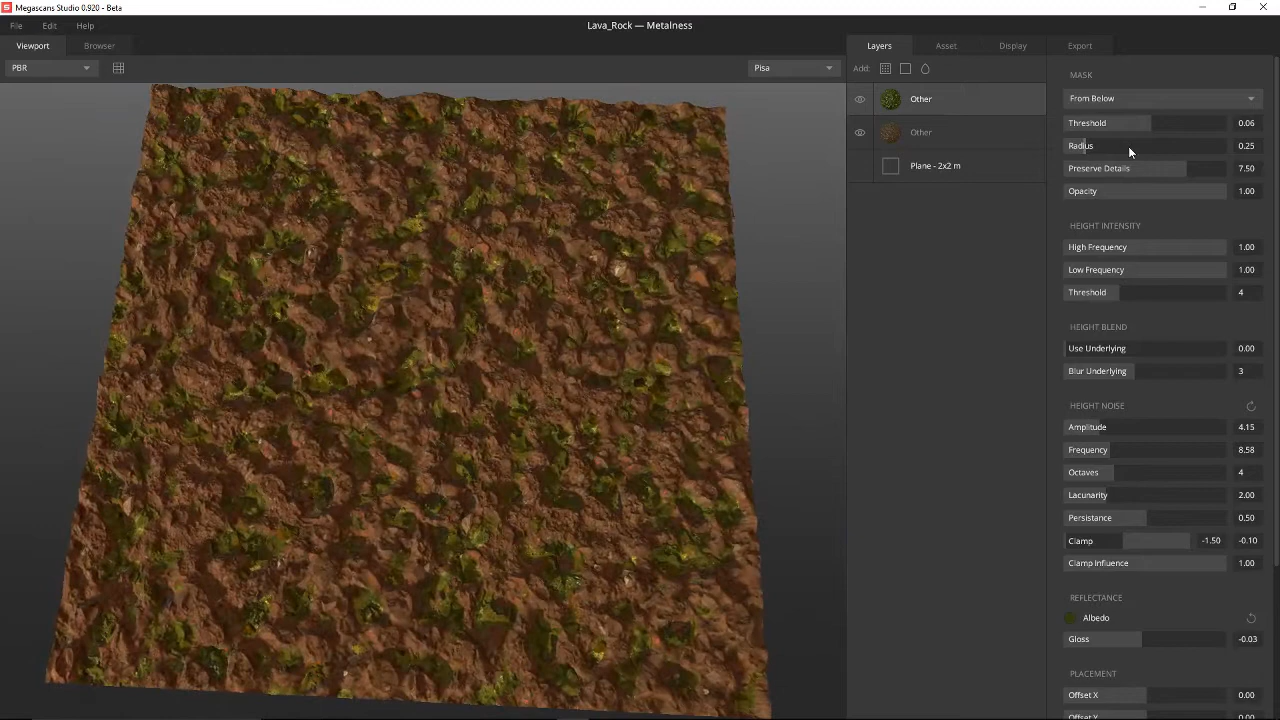 Megascans Studio 0.920 - Beta
File Edit Help
Lava_Rock — Metalness
Viewport Browser
Layers Asset Display Export
PBR
Pisa
Add:
Other
Other
Plane - 2x2 m
MASK
From Below
Threshold 0.06
Radius 0.25
Preserve Details 7.50
Opacity 1.00
HEIGHT INTENSITY
High Frequency 1.00
Low Frequency 1.00
Threshold 4
HEIGHT BLEND
Use Underlying 0.00
Blur Underlying 3
HEIGHT NOISE
Amplitude 4.15
Frequency 8.58
Octaves 4
Lacunarity 2.00
Persistance 0.50
Clamp -1.50 -0.10
Clamp Influence 1.00
REFLECTANCE
Albedo
Gloss -0.03
PLACEMENT
Offset X 0.00
Offset Y 0.00